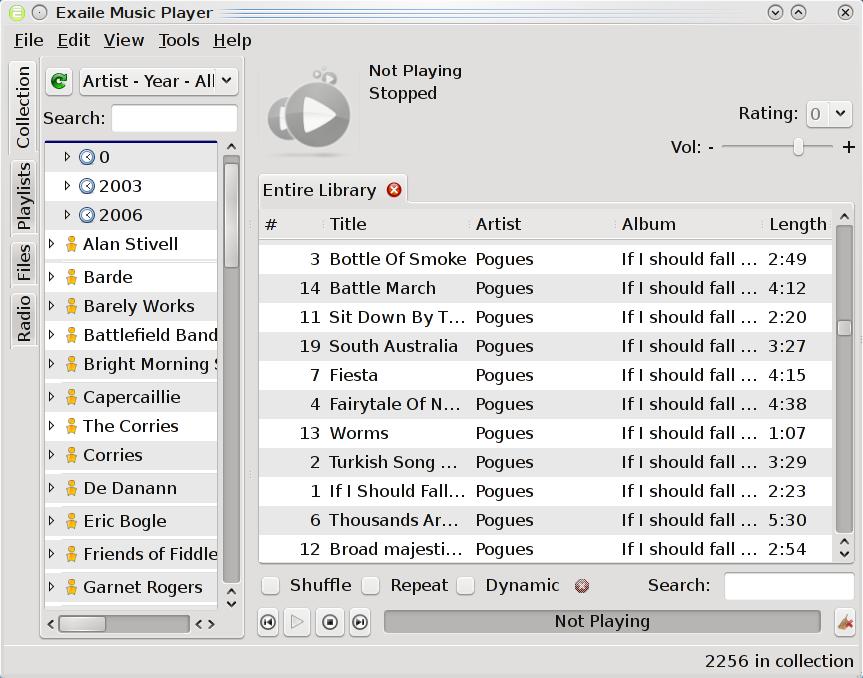 Exaile Music Player
File Edit View Tools Help
Collection
Playlists
Files
Radio
Artist - Year - All
Search:
0
2003
2006
Alan Stivell
Barde
Barely Works
Battlefield Band
Bright Morning S
Capercaillie
The Corries
Corries
De Danann
Eric Bogle
Friends of Fiddle
Garnet Rogers
Not Playing
Stopped
Rating: 0
Vol: - +
Entire Library
# Title Artist Album Length
3 Bottle Of Smoke Pogues If I should fall ... 2:49
14 Battle March Pogues If I should fall ... 4:12
11 Sit Down By T... Pogues If I should fall ... 2:20
19 South Australia Pogues If I should fall ... 3:27
7 Fiesta Pogues If I should fall ... 4:15
4 Fairytale Of N... Pogues If I should fall ... 4:38
13 Worms Pogues If I should fall ... 1:07
2 Turkish Song ... Pogues If I should fall ... 3:29
1 If I Should Fall... Pogues If I should fall ... 2:23
6 Thousands Ar... Pogues If I should fall ... 5:30
12 Broad majesti... Pogues If I should fall ... 2:54
Shuffle Repeat Dynamic Search:
Not Playing
2256 in collection